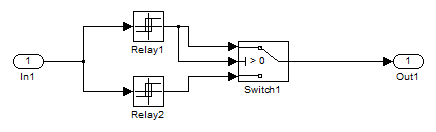 1
In1
Relay1
Relay2
> 0
Switch1
1
Out1